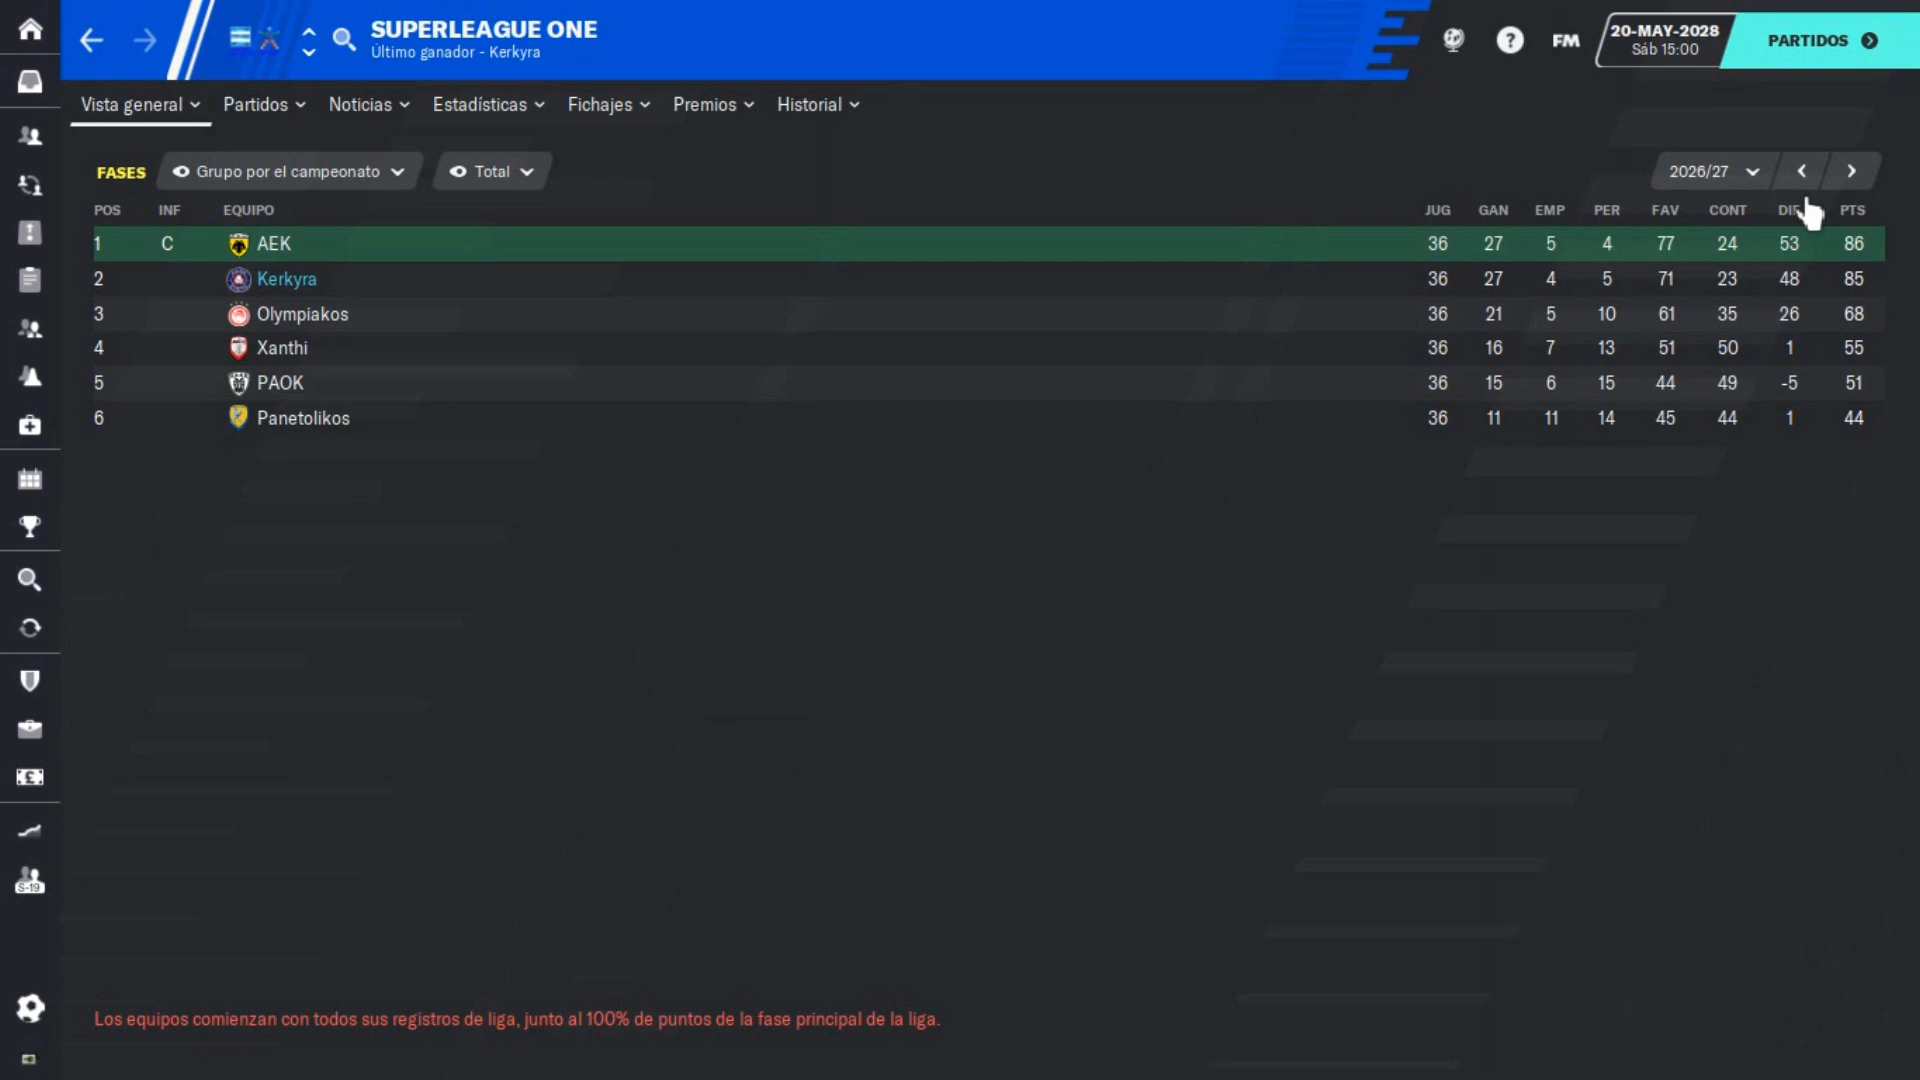 SUPERLEAGUE ONE
Último ganador - Kerkyra
FM
20-MAY-2028
Sáb 15:00
PARTIDOS
Vista general Partidos Noticias Estadísticas Fichajes Premios Historial
FASES Grupo por el campeonato Total 2026/27
POS INF EQUIPO JUG GAN EMP PER FAV CONT PTS
1 C AEK 36 27 5 4 77 24 53 86
2 Kerkyra 36 27 4 5 71 23 48 85
3 Olympiakos 36 21 5 10 61 35 26 68
4 Xanthi 36 16 7 13 51 50 1 55
5 PAOK 36 15 6 15 44 49 -5 51
6 Panetolikos 36 11 11 14 45 44 1 44
S-19
Los equipos comienzan con todos sus registros de liga, junto al 100% de puntos de la fase principal de la liga.